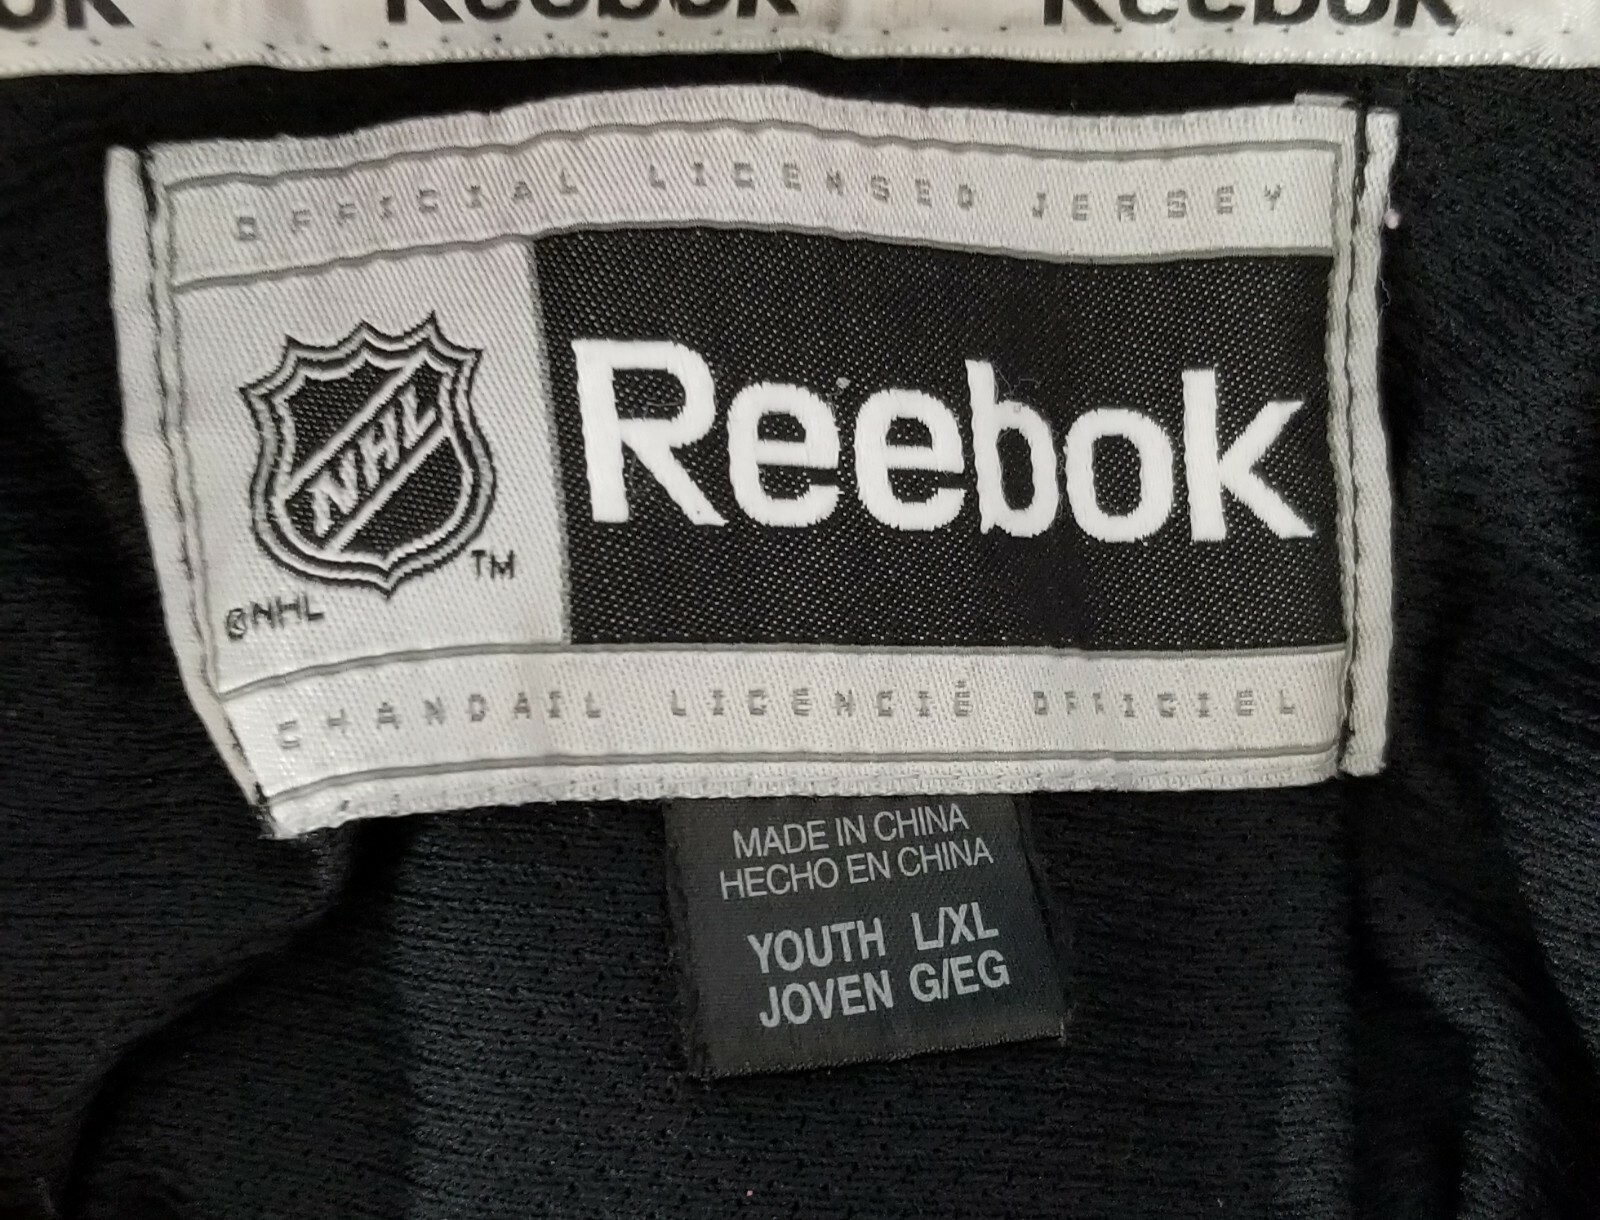 ok Reebok Reebok
OFFICIAL LICENSED JERSEY
NHL
TM
©NHL
Reebok
CHANDAIL LICENCIÉ OFFICIEL
MADE IN CHINA
HECHO EN CHINA
YOUTH L/XL
JOVEN G/EG